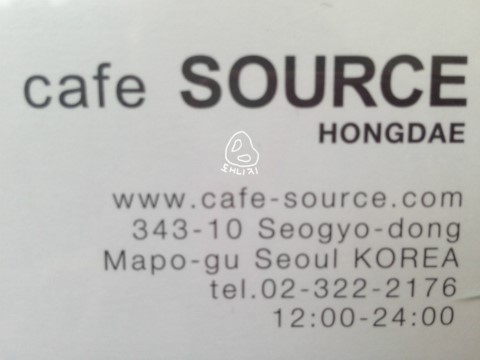 cafe SOURCE
HONGDAE
www.cafe-source.com
343-10 Seogyo-dong
Mapo-gu Seoul KOREA
tel.02-322-2176
12:00-24:00